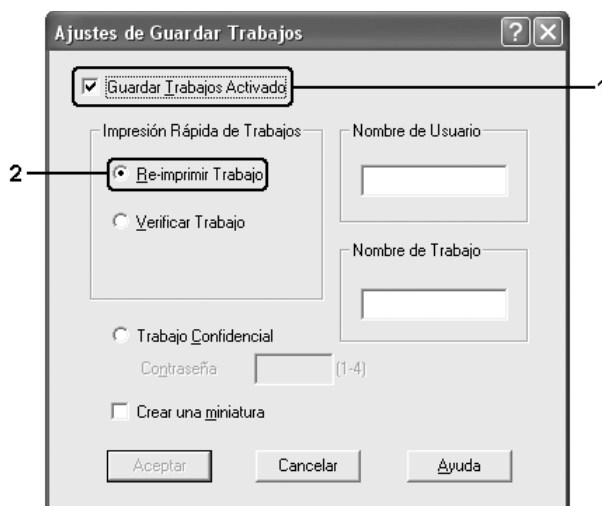 Ajustes de Guardar Trabajos
Guardar Trabajos Activado
1
Impresión Rápida de Trabajos
Nombre de Usuario
2
Re-imprimir Trabajo
Verificar Trabajo
Nombre de Trabajo
Trabajo Confidencial
Contraseña (1-4)
Crear una miniatura
Aceptar Cancelar Ayuda